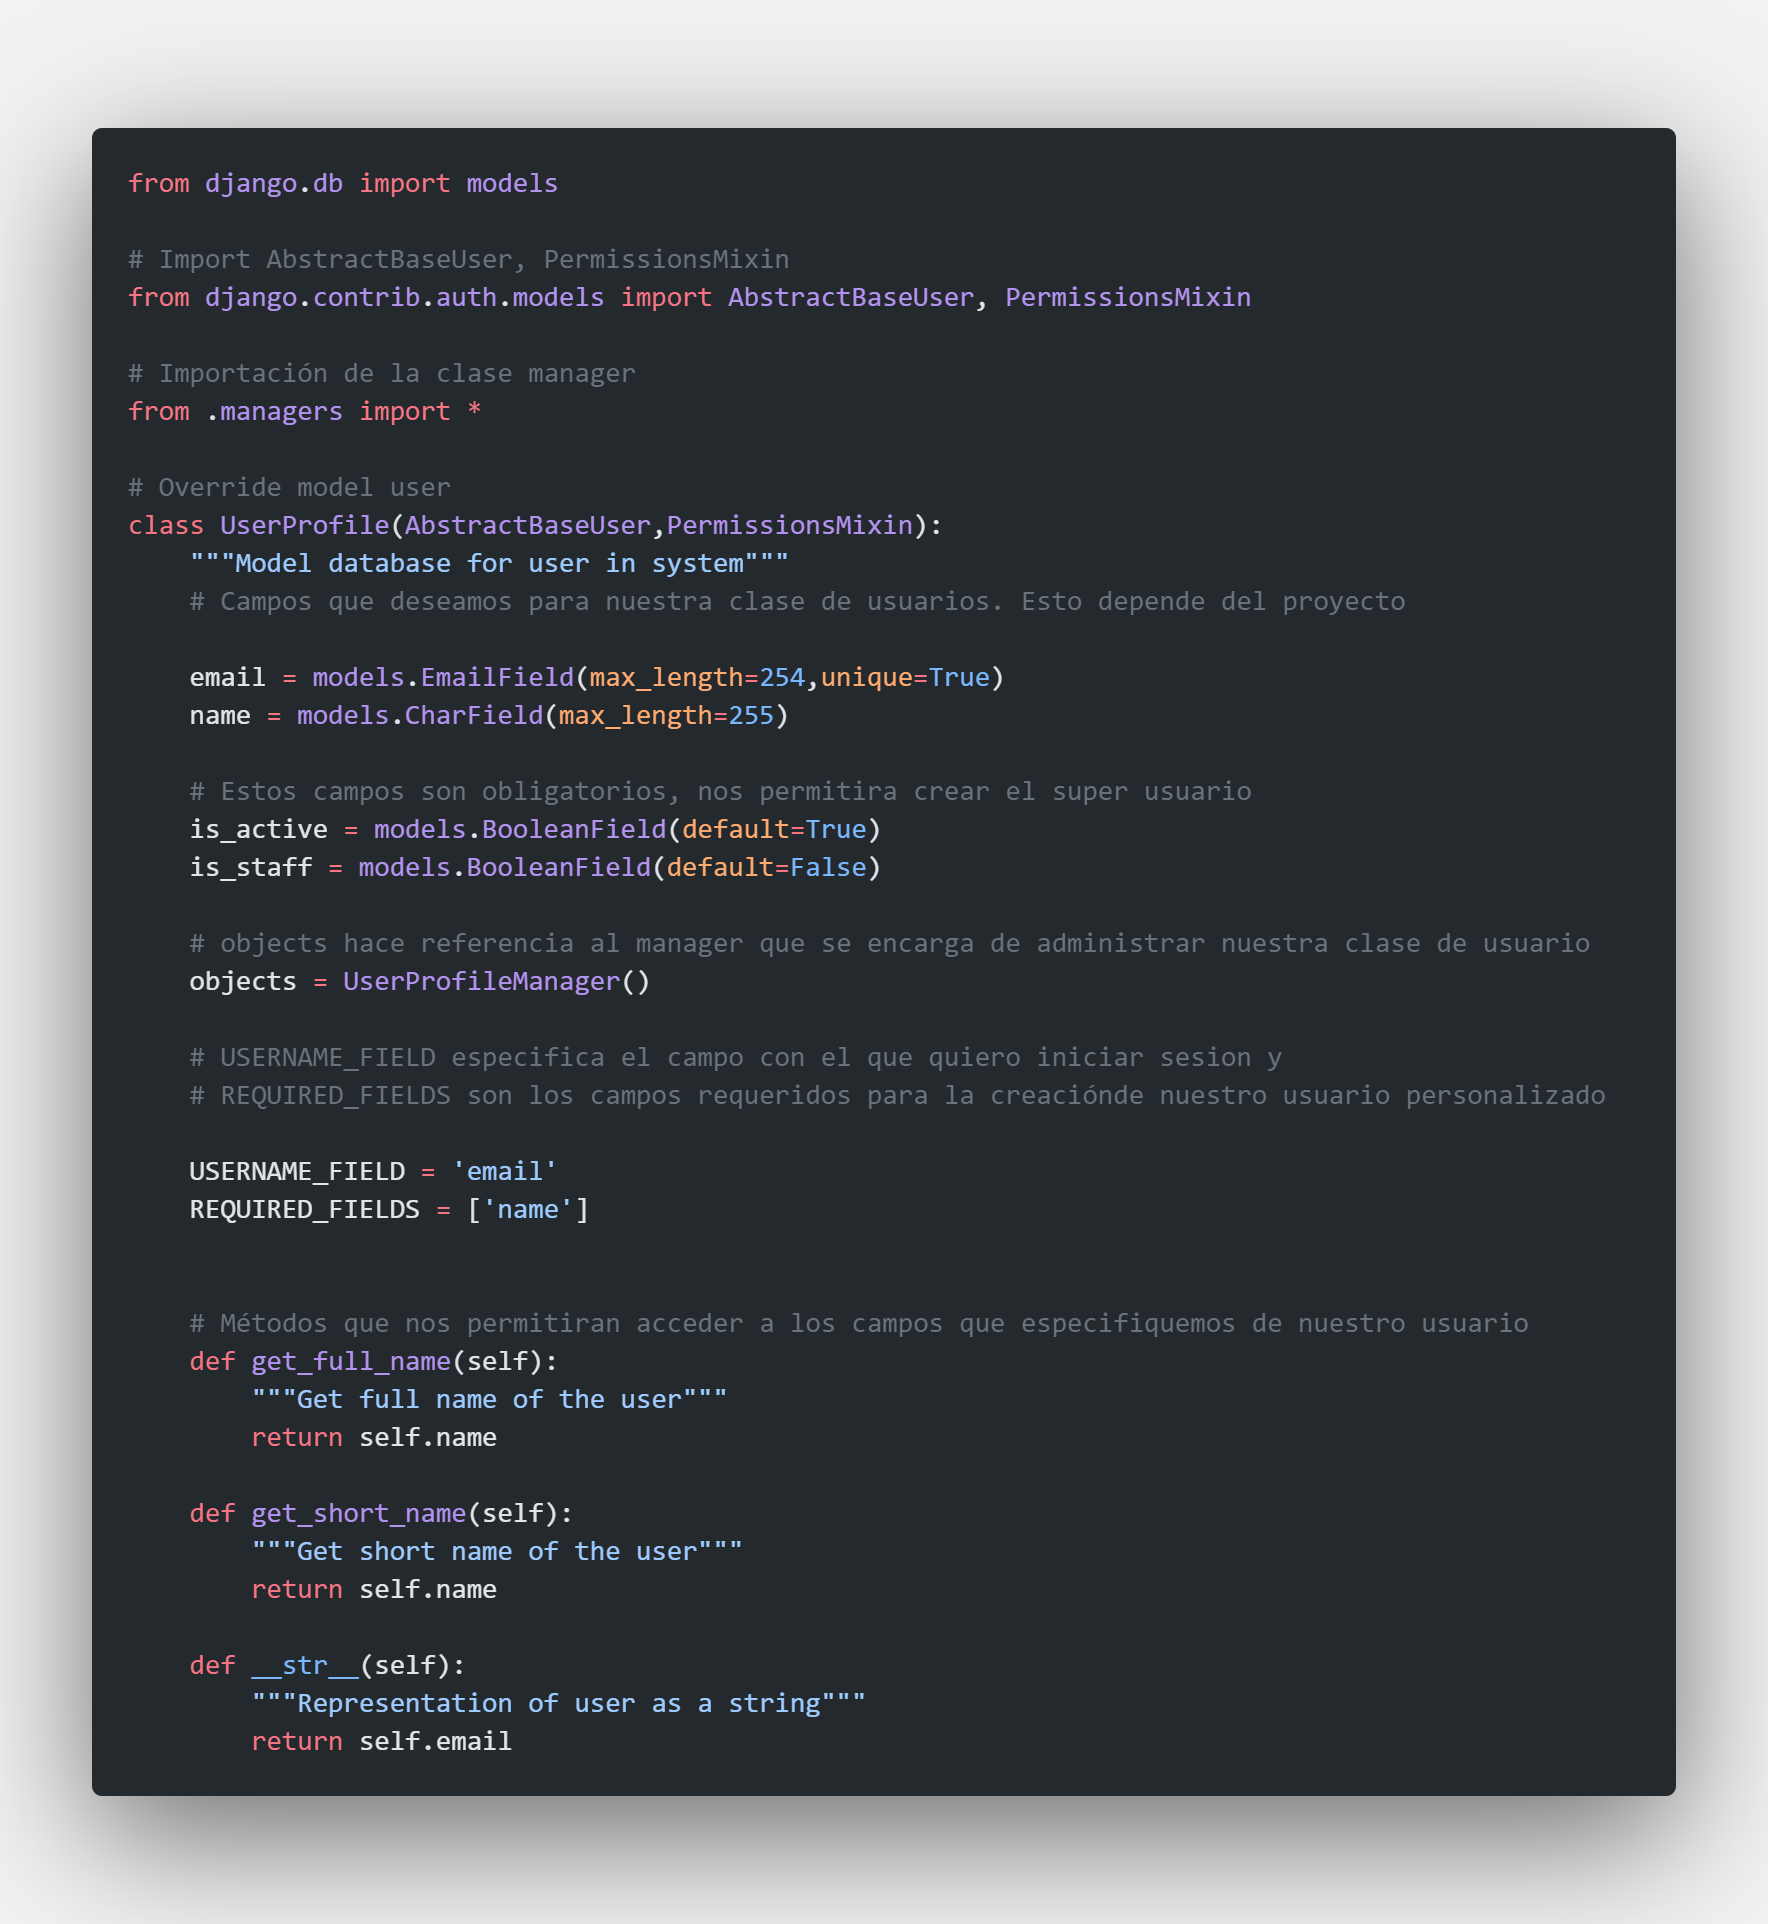 from django.db import models
# Import AbstractBaseUser, PermissionsMixin
from django.contrib.auth.models import AbstractBaseUser, PermissionsMixin
# Importación de la clase manager
from .managers import *
# Override model user
class UserProfile(AbstractBaseUser,PermissionsMixin):
    """Model database for user in system"""
    # Campos que deseamos para nuestra clase de usuarios. Esto depende del proyecto
    email = models.EmailField(max_length=254,unique=True)
    name = models.CharField(max_length=255)
    # Estos campos son obligatorios, nos permitira crear el super usuario
    is_active = models.BooleanField(default=True)
    is_staff = models.BooleanField(default=False)
    # objects hace referencia al manager que se encarga de administrar nuestra clase de usuario
    objects = UserProfileManager()
    # USERNAME_FIELD especifica el campo con el que quiero iniciar sesion y
    # REQUIRED_FIELDS son los campos requeridos para la creaciónde nuestro usuario personalizado
    USERNAME_FIELD = 'email'
    REQUIRED_FIELDS = ['name']
    # Métodos que nos permitiran acceder a los campos que especifiquemos de nuestro usuario
    def get_full_name(self):
        """Get full name of the user"""
        return self.name
    def get_short_name(self):
        """Get short name of the user"""
        return self.name
    def __str__(self):
        """Representation of user as a string"""
        return self.email